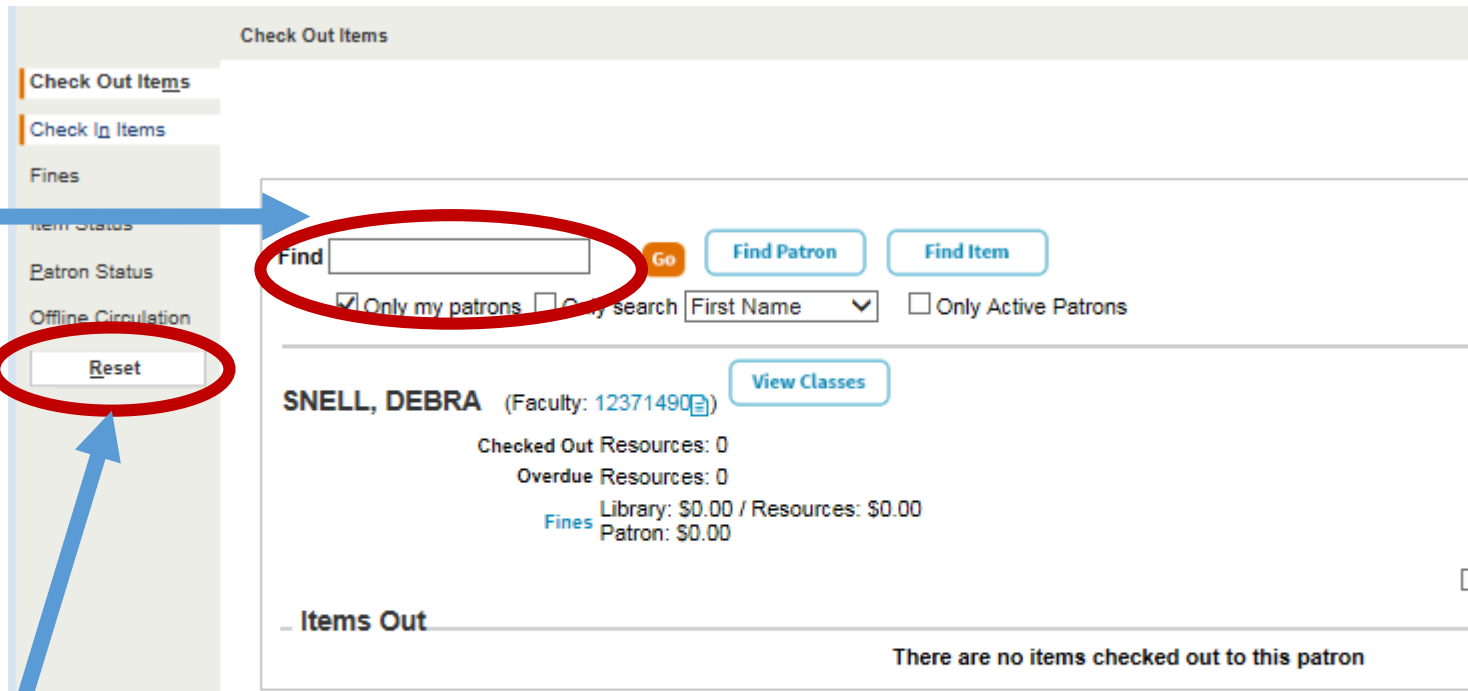 Check Out Items
Check Out Items
Check In Items
Fines
Item Status
Patron Status
Offline Circulation
Reset
Find Go Find Patron Find Item
Only my patrons Only search First Name Only Active Patrons
SNELL, DEBRA (Faculty: 12371490) View Classes
Checked Out Resources: 0
Overdue Resources: 0
Fines Library: $0.00 / Resources: $0.00
Patron: $0.00
Items Out
There are no items checked out to this patron